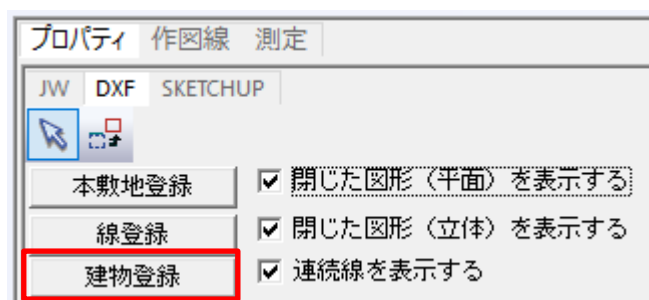 プロパティ 作図線 測定
JW DXF SKETCHUP
本敷地登録 閉じた図形（平面）を表示する
線登録 閉じた図形（立体）を表示する
建物登録 連続線を表示する